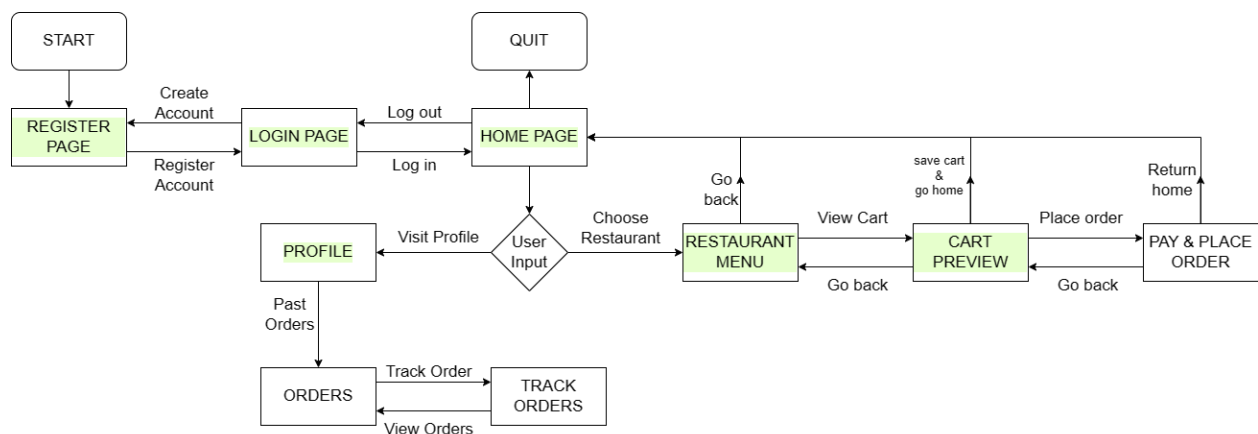 START
QUIT
Create
Account
Log out
REGISTER
PAGE
LOGIN PAGE
HOME PAGE
Register
Account
Log in
Go
back
save cart
&
go home
Return
home
Visit Profile
User
Input
Choose
Restaurant
View Cart
Place order
PROFILE
RESTAURANT
MENU
CART
PREVIEW
PAY & PLACE
ORDER
Go back
Go back
Past
Orders
Track Order
ORDERS
TRACK
ORDERS
View Orders